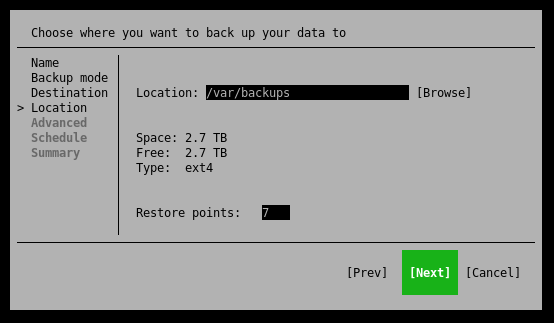 Choose where you want to back up your data to
Name
Backup mode
Destination
> Location
Advanced
Schedule
Summary
Location: /var/backups [Browse]
Space: 2.7 TB
Free: 2.7 TB
Type: ext4
Restore points: 7
[Prev] [Next] [Cancel]